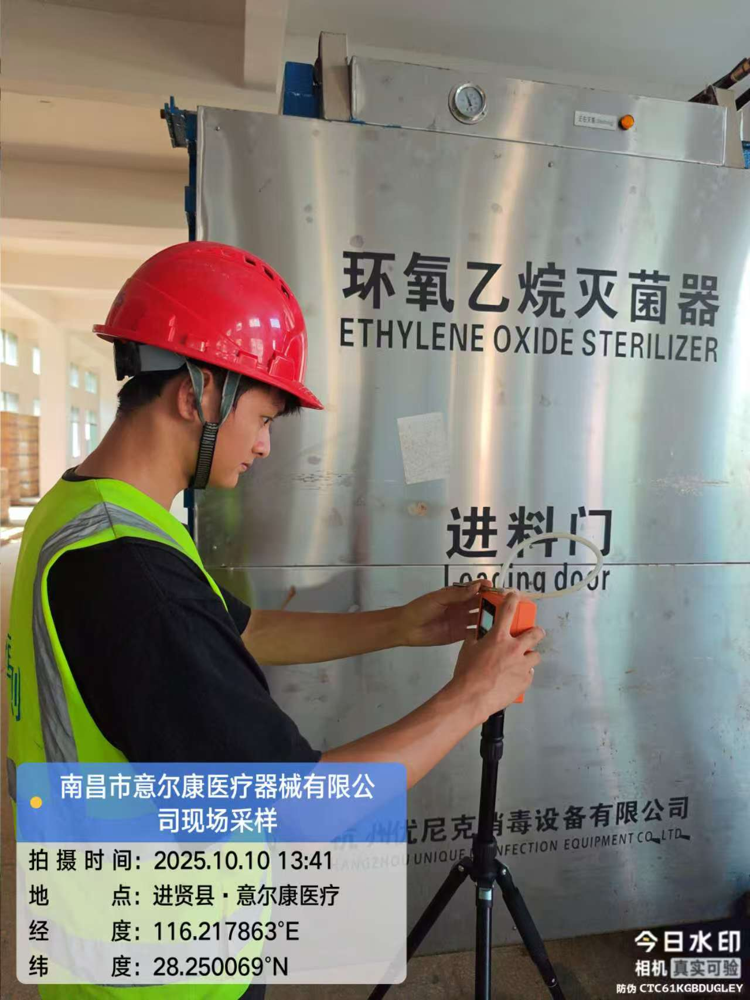 正在灭菌
环氧乙烷灭菌器
ETHYLENE OXIDE STERILIZER
进料门
Loading door
杭州优尼克消毒设备有限公司
HANGZHOU UNIQUE DISINFECTION EQUIPMENT CO.,LTD.
南昌市意尔康医疗器械有限公
司现场采样
拍摄时间：2025.10.10 13:41
地点：进贤县·意尔康医疗
经度：116.217863°E
纬度：28.250069°N
今日水印
相机 真实可验
防伪 CTC61KGBDUGLEY